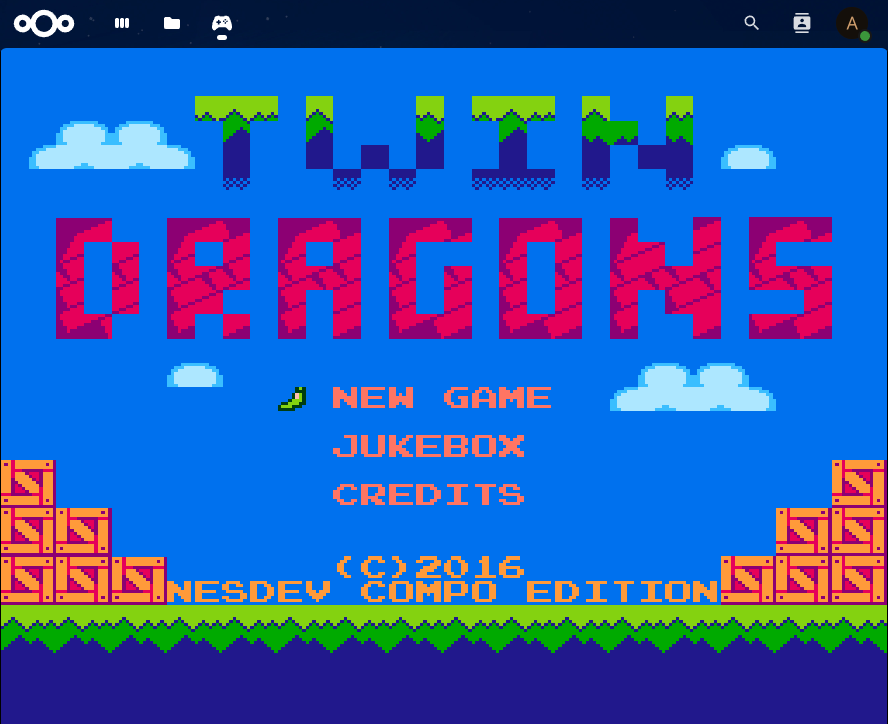 A
TWIN
DRAGONS
NEW GAME
JUKEBOX
CREDITS
(C)2016
NESDEV COMPO EDITION